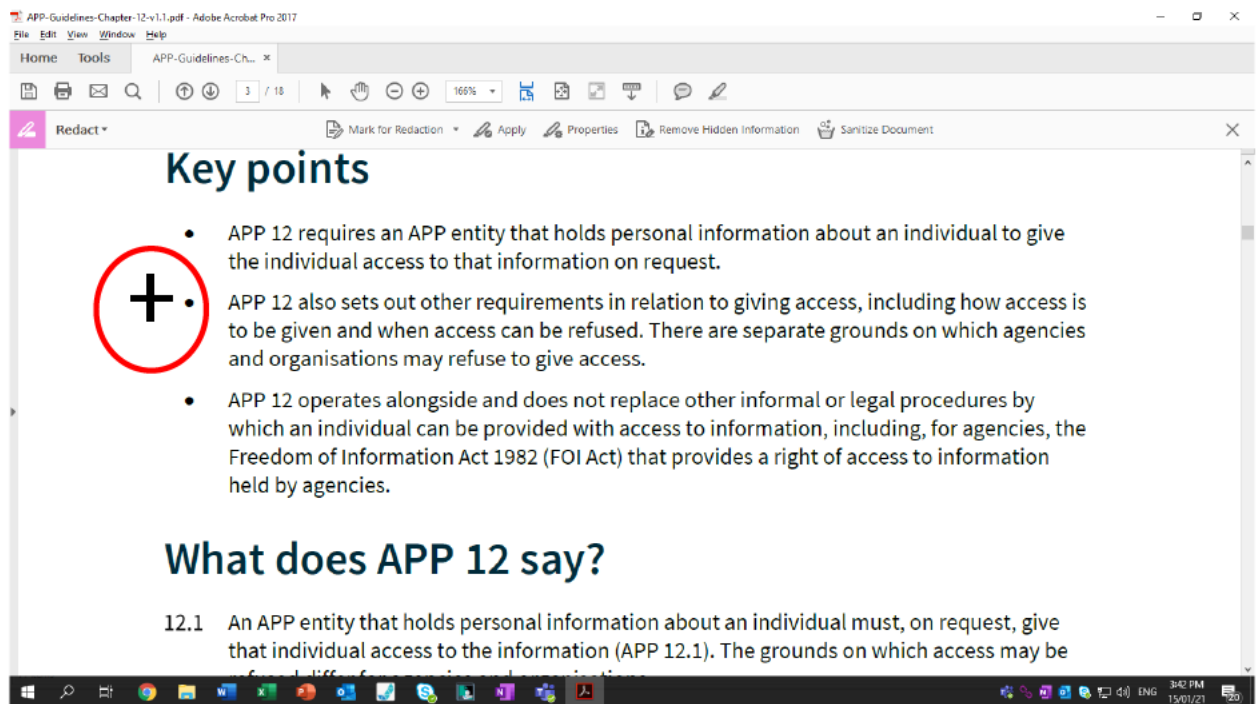 APP-Guidelines-Chapter-12-v1.1.pdf - Adobe Acrobat Pro 2017
File Edit View Window Help
Home Tools APP-Guidelines-Ch... ×
3 / 18 166%
Redact Mark for Redaction Apply Properties Remove Hidden Information Sanitize Document
Key points
• APP 12 requires an APP entity that holds personal information about an individual to give
the individual access to that information on request.
• APP 12 also sets out other requirements in relation to giving access, including how access is
to be given and when access can be refused. There are separate grounds on which agencies
and organisations may refuse to give access.
• APP 12 operates alongside and does not replace other informal or legal procedures by
which an individual can be provided with access to information, including, for agencies, the
Freedom of Information Act 1982 (FOI Act) that provides a right of access to information
held by agencies.
What does APP 12 say?
12.1 An APP entity that holds personal information about an individual must, on request, give
that individual access to the information (APP 12.1). The grounds on which access may be
refused differ for agencies and organisations
ENG 3:42 PM
15/01/21
20